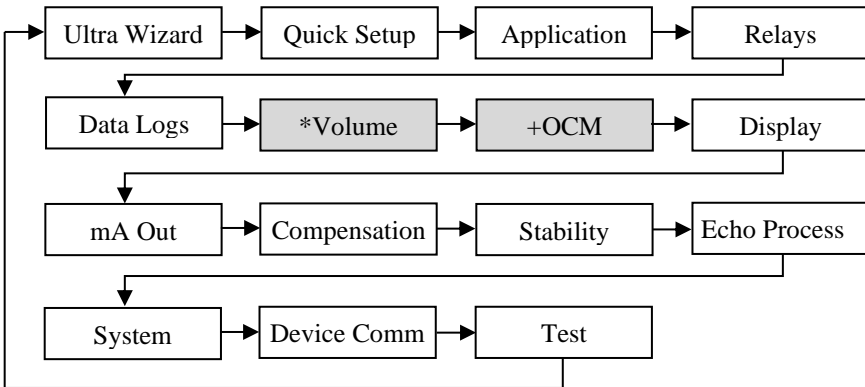 Ultra Wizard
Quick Setup
Application
Relays
Data Logs
*Volume
+OCM
Display
mA Out
Compensation
Stability
Echo Process
System
Device Comm
Test